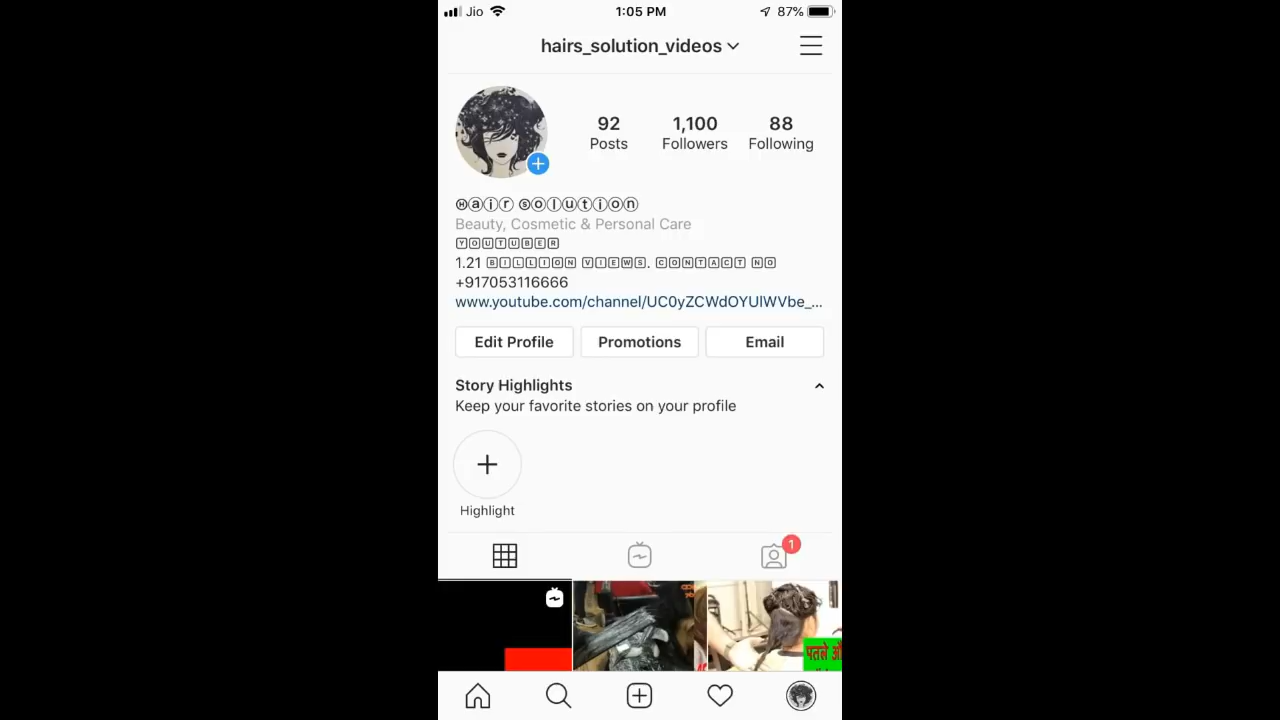 Jio 1:05 PM 87%
hairs_solution_videos
92 1,100 88
Posts Followers Following
Ⓗⓐⓘⓡ ⓢⓞⓛⓤⓣⓘⓞⓝ
Beauty, Cosmetic & Personal Care
🅈🄾🅄🅃🅄🄱🄴🅁
1.21 🄱🄸🄻🄻🄸🄾🄽 🅅🄸🄴🅆🅂. 🄲🄾🄽🅃🄰🄲🅃 🄽🄾
+917053116666
www.youtube.com/channel/UC0yZCWdOYUlWVbe_...
Edit Profile Promotions Email
Story Highlights
Keep your favorite stories on your profile
Highlight
1
पतले औ